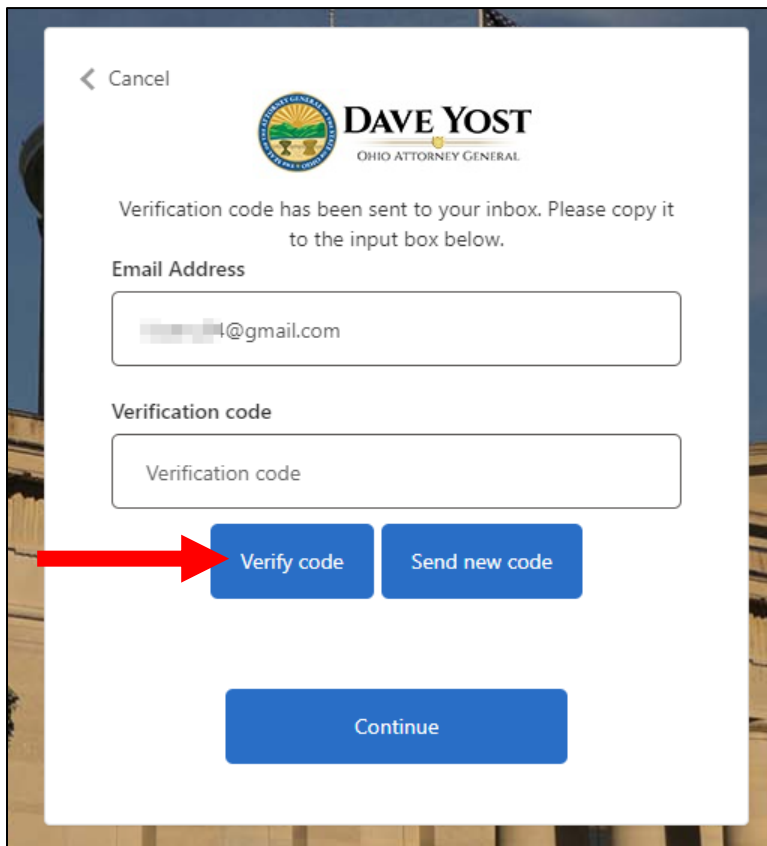 Cancel
DAVE YOST
OHIO ATTORNEY GENERAL
Verification code has been sent to your inbox. Please copy it
to the input box below.
Email Address
4@gmail.com
Verification code
Verification code
Verify code
Send new code
Continue